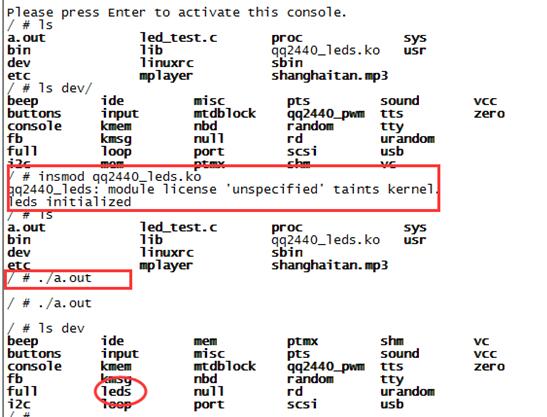 Please press Enter to activate this console.
/ # ls
a.out led_test.c proc sys
bin lib qq2440_leds.ko usr
dev linuxrc sbin
etc mplayer shanghaitan.mp3
/ # ls dev/
beep ide misc pts sound vcc
buttons input mtdblock qq2440_pwm tts zero
console kmem nbd random tty
fb kmsg null rd urandom
full loop port scsi usb
i2c mem ptmx shm vc
/ # insmod qq2440_leds.ko
qq2440_leds: module license 'unspecified' taints kernel.
leds initialized
/ # ls
a.out led_test.c proc sys
bin lib qq2440_leds.ko usr
dev linuxrc sbin
etc mplayer shanghaitan.mp3
/ # ./a.out
/ # ./a.out
/ # ls dev
beep ide mem ptmx shm vc
buttons input misc pts sound vcc
console kmem mtdblock qq2440_pwm tts zero
fb kmsg nbd random tty
full leds null rd urandom
i2c loop port scsi usb
/ #